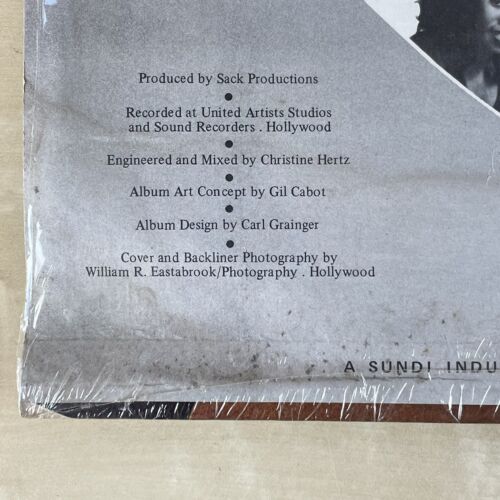 Produced by Sack Productions
●
Recorded at United Artists Studios
and Sound Recorders . Hollywood
●
Engineered and Mixed by Christine Hertz
●
Album Art Concept by Gil Cabot
●
Album Design by Carl Grainger
●
Cover and Backliner Photography by
William R. Eastabrook/Photography . Hollywood
A SUNDI INDU